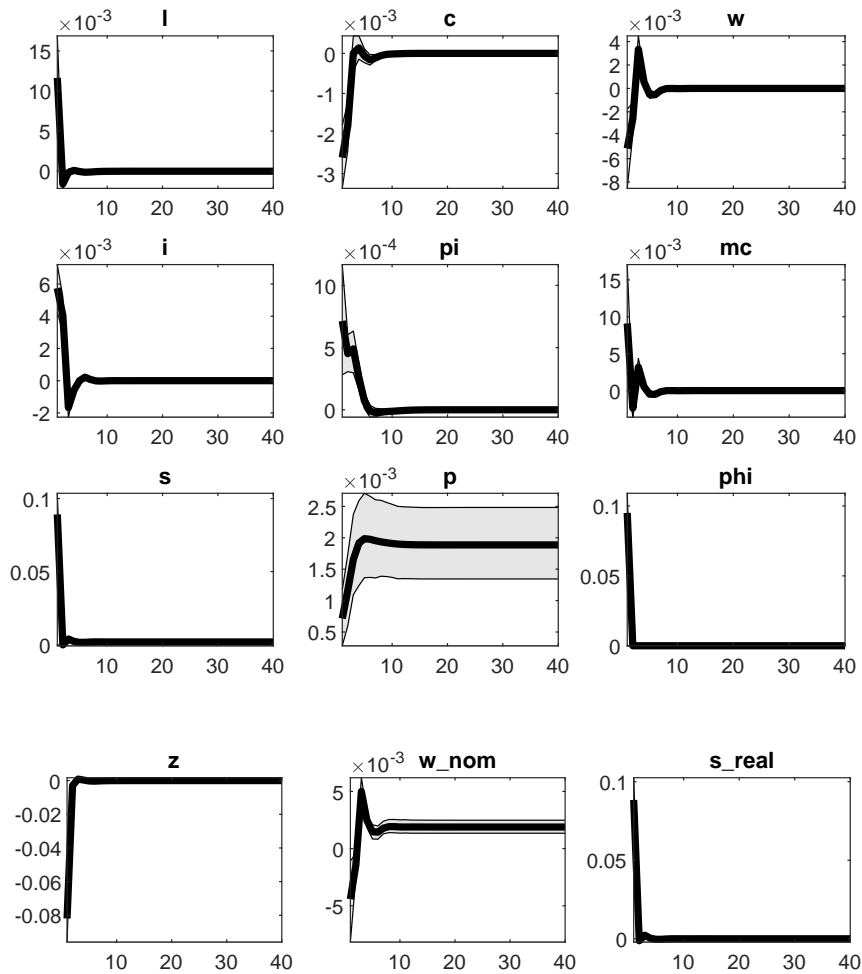 l c w
×10⁻³ ×10⁻³ ×10⁻³
15 10 5 0
0 -1 -2 -3
4 2 0 -2 -4 -6 -8
10 20 30 40 10 20 30 40 10 20 30 40
i pi mc
×10⁻³ ×10⁻⁴ ×10⁻³
6 4 2 0 -2
10 5 0
15 10 5 0
10 20 30 40 10 20 30 40 10 20 30 40
s p phi
×10⁻³
0.1 0.05 0
2.5 2 1.5 1 0.5
0.1 0.05 0
10 20 30 40 10 20 30 40 10 20 30 40
z w_nom s_real
×10⁻³
0 -0.02 -0.04 -0.06 -0.08
5 0 -5
0.1 0.05 0
10 20 30 40 10 20 30 40 10 20 30 40